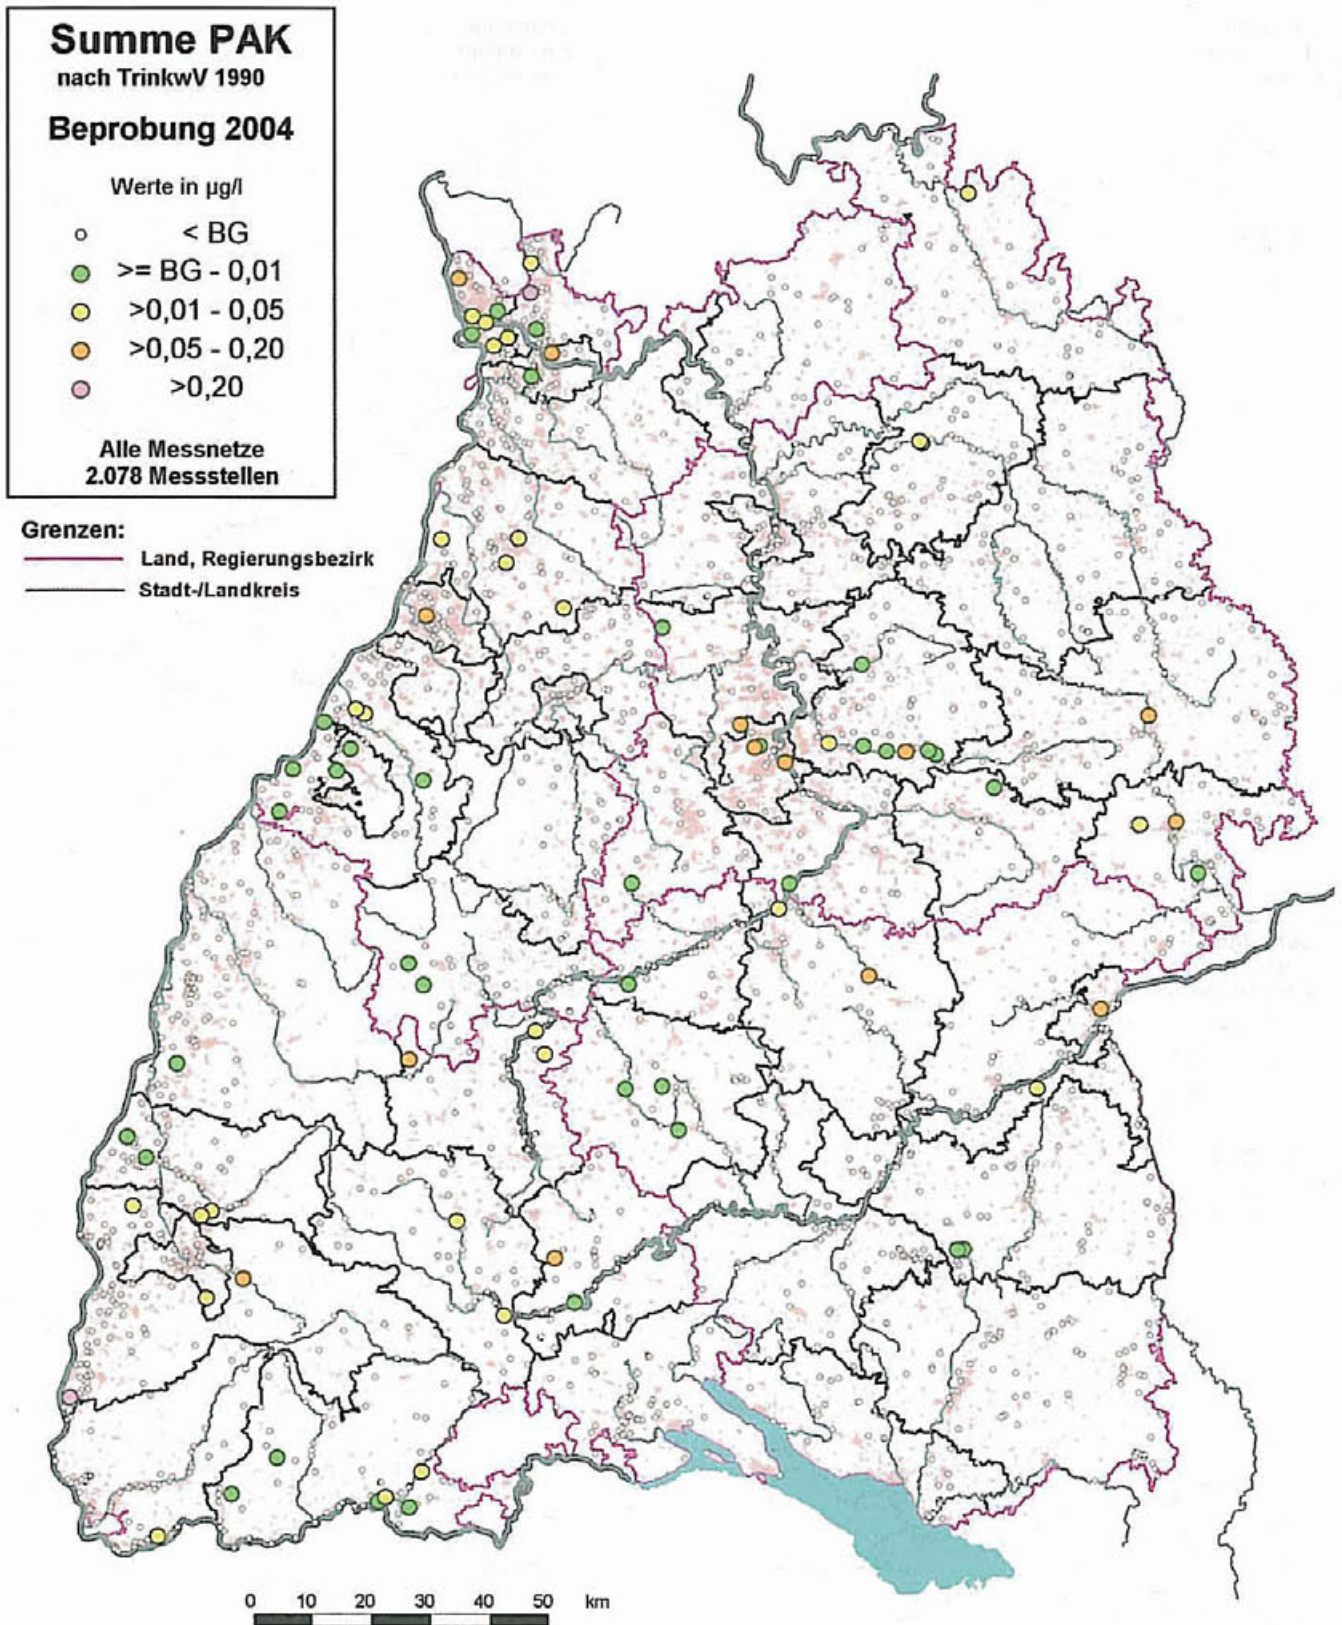 Summe PAK
nach TrinkwV 1990
Beprobung 2004
Werte in µg/l
< BG
>= BG - 0,01
>0,01 - 0,05
>0,05 - 0,20
>0,20
Alle Messnetze
2.078 Messstellen
Grenzen:
Land, Regierungsbezirk
Stadt-/Landkreis
0 10 20 30 40 50 km